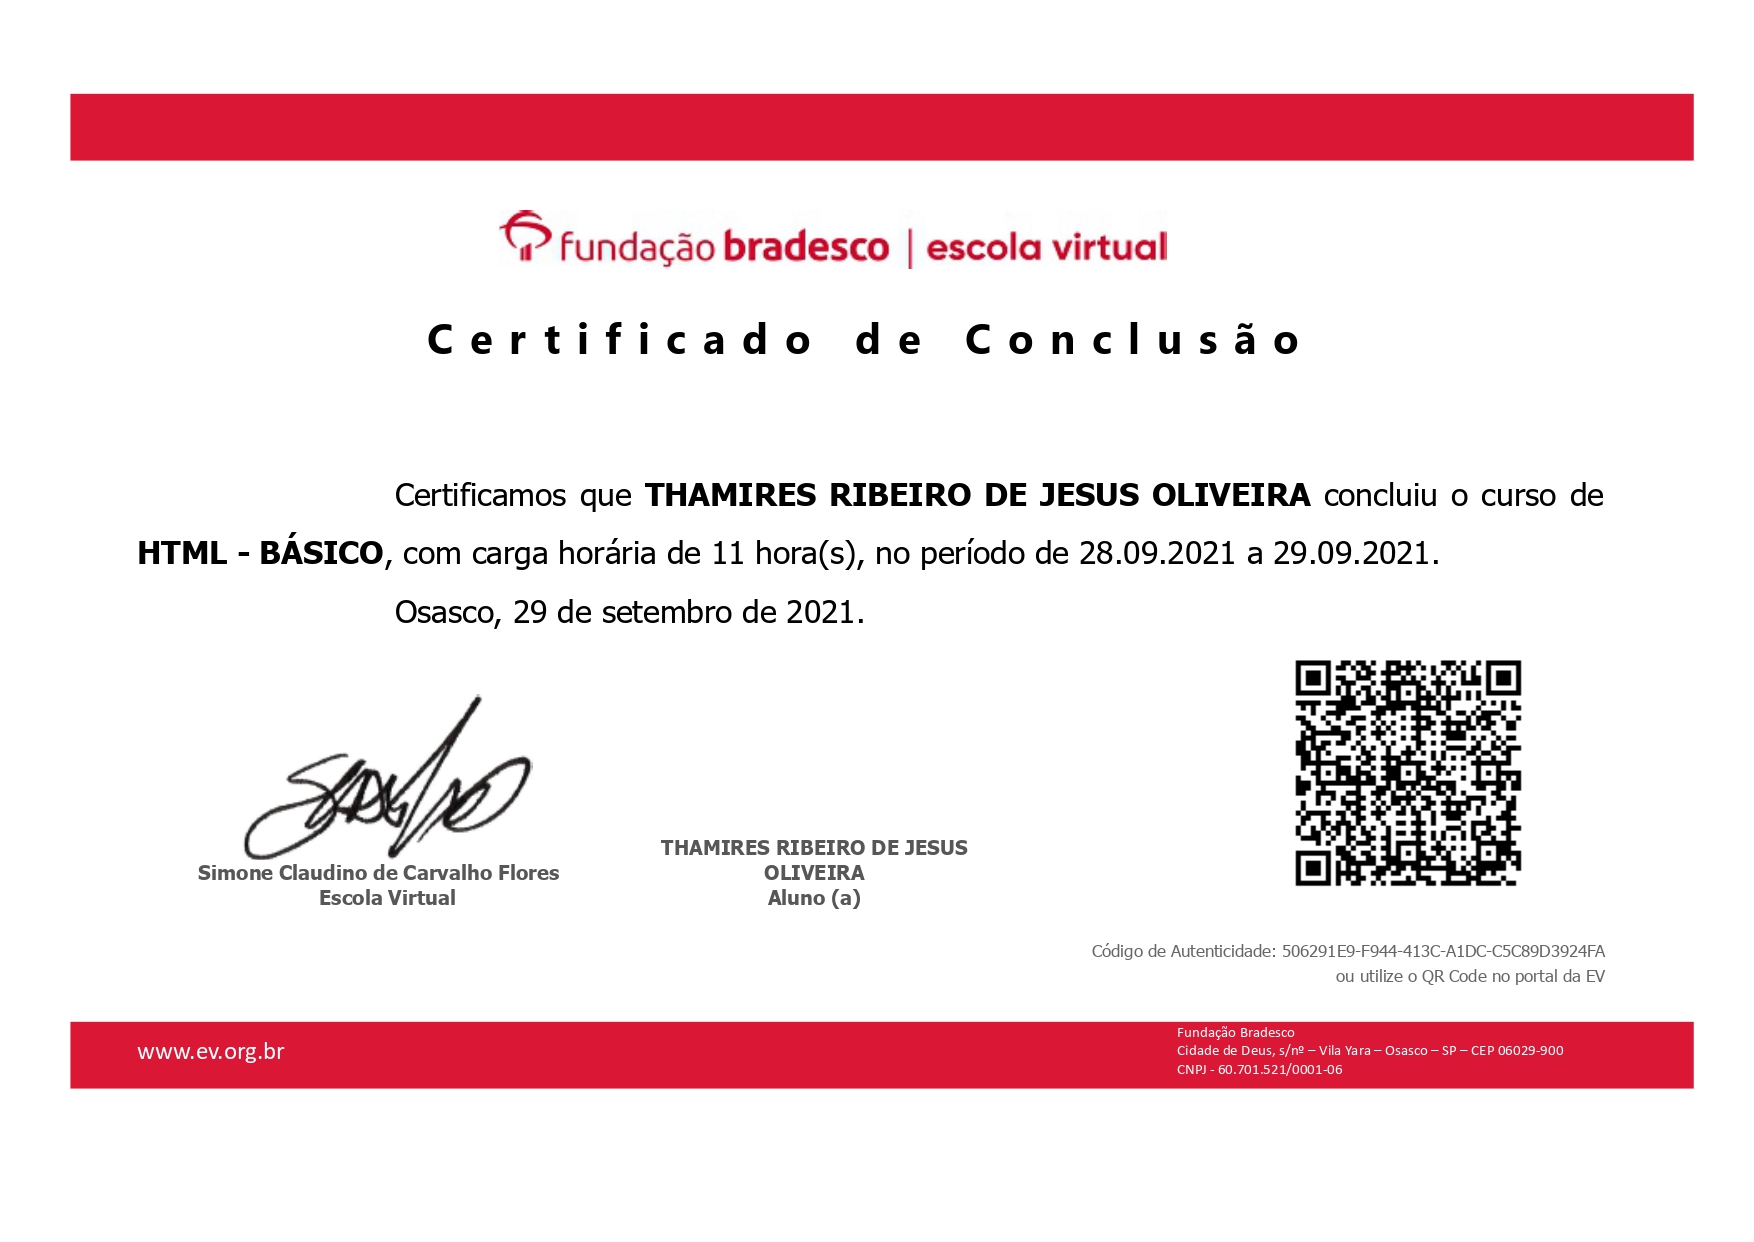 fundação bradesco | escola virtual
Certificado de Conclusão
Certificamos que THAMIRES RIBEIRO DE JESUS OLIVEIRA concluiu o curso de
HTML - BÁSICO, com carga horária de 11 hora(s), no período de 28.09.2021 a 29.09.2021.
Osasco, 29 de setembro de 2021.
Simone Claudino de Carvalho Flores
Escola Virtual
THAMIRES RIBEIRO DE JESUS
OLIVEIRA
Aluno (a)
Código de Autenticidade: 506291E9-F944-413C-A1DC-C5C89D3924FA
ou utilize o QR Code no portal da EV
www.ev.org.br
Fundação Bradesco
Cidade de Deus, s/nº – Vila Yara – Osasco – SP – CEP 06029-900
CNPJ - 60.701.521/0001-06